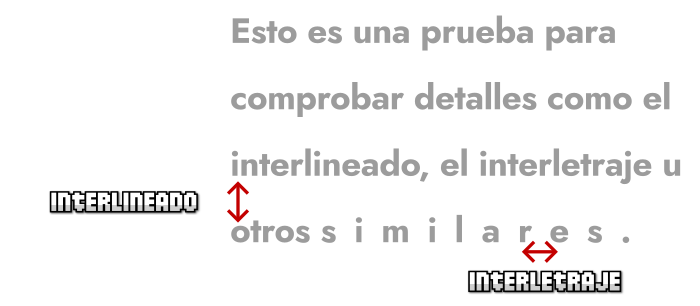 Esto es una prueba para
comprobar detalles como el
interlineado, el interletraje u
INTERLINEADO
otros s i m i l a r e s .
INTERLETRAJE